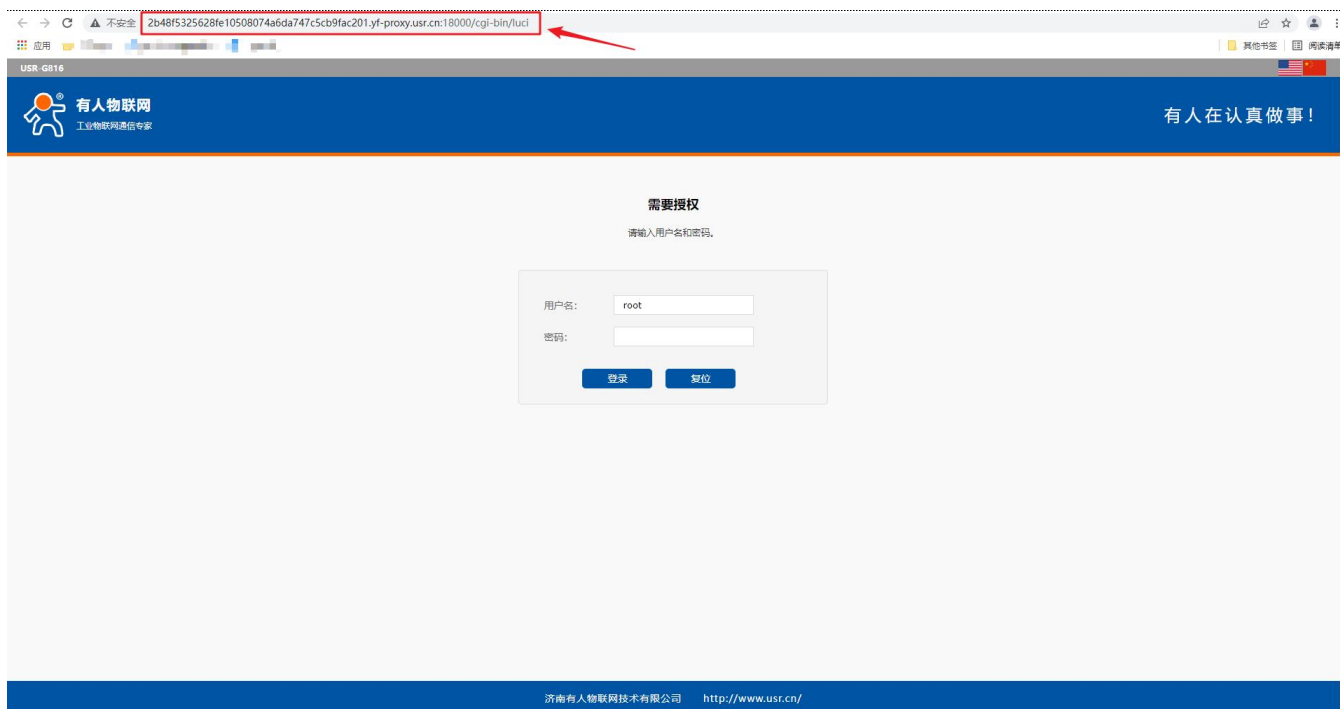 不安全 2b48f5325628fe10508074a6da747c5cb9fac201.yf-proxy.usr.cn:18000/cgi-bin/luci
应用 其他书签 阅读清单
USR-G816
有人物联网
工业物联网通信专家
有人在认真做事!
需要授权
请输入用户名和密码。
用户名: root
密码:
登录 复位
济南有人物联网技术有限公司 http://www.usr.cn/